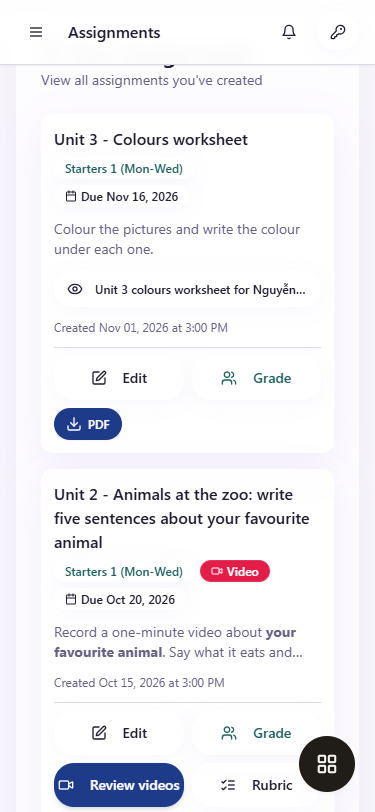 Assignments
View all assignments you've created
Unit 3 - Colours worksheet
Starters 1 (Mon-Wed)
Due Nov 16, 2026
Colour the pictures and write the colour
under each one.
Unit 3 colours worksheet for Nguyễn...
Created Nov 01, 2026 at 3:00 PM
Edit
Grade
PDF
Unit 2 - Animals at the zoo: write
five sentences about your favourite
animal
Starters 1 (Mon-Wed)
Video
Due Oct 20, 2026
Record a one-minute video about your
favourite animal. Say what it eats and...
Created Oct 15, 2026 at 3:00 PM
Edit
Grade
Review videos
Rubric